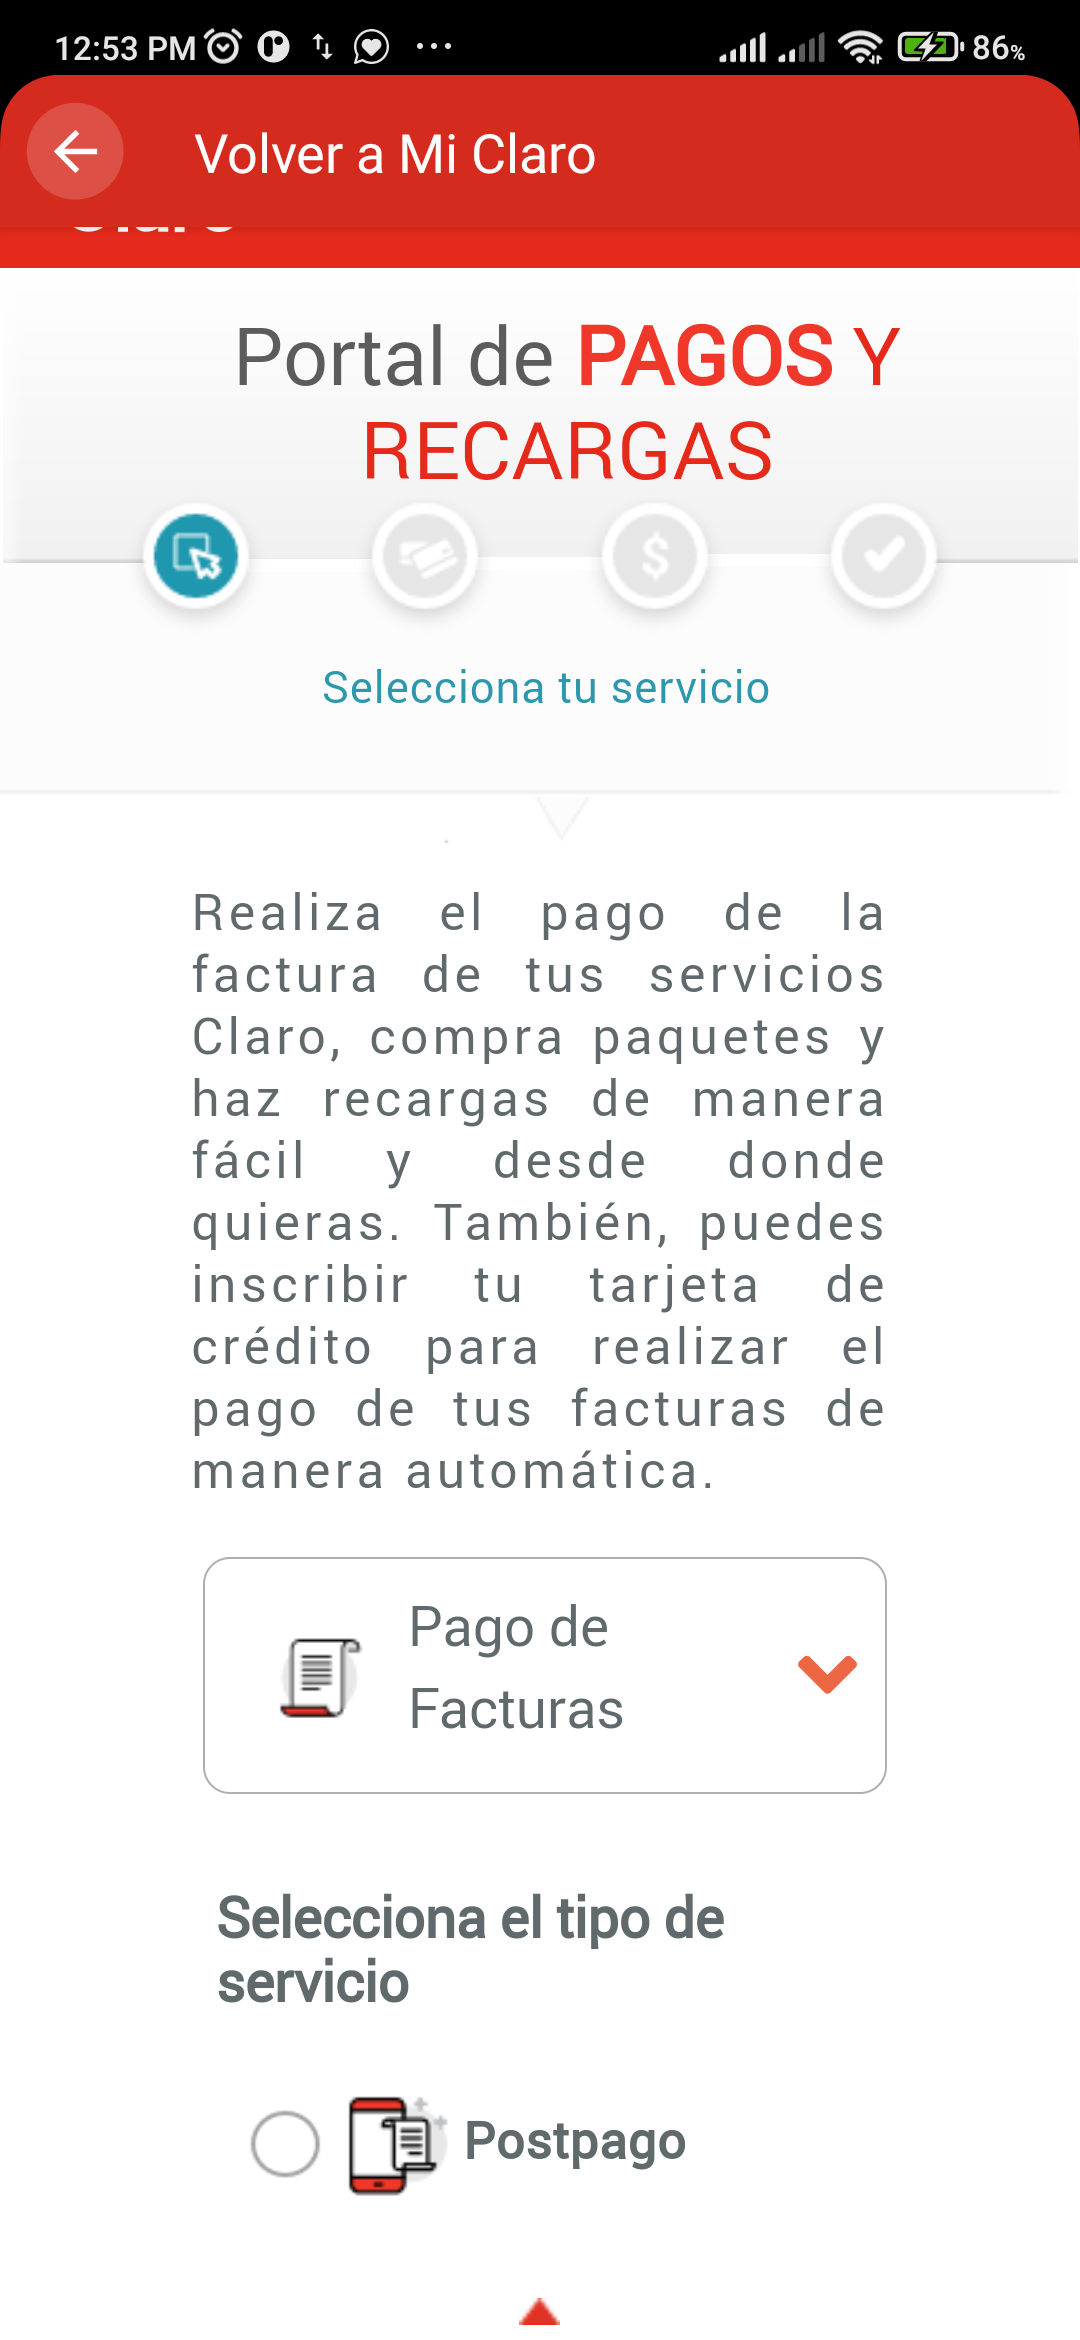 12:53 PM
86%
Volver a Mi Claro
Portal de PAGOS Y
RECARGAS
Selecciona tu servicio
Realiza el pago de la
factura de tus servicios
Claro, compra paquetes y
haz recargas de manera
fácil y desde donde
quieras. También, puedes
inscribir tu tarjeta de
crédito para realizar el
pago de tus facturas de
manera automática.
Pago de
Facturas
Selecciona el tipo de
servicio
Postpago